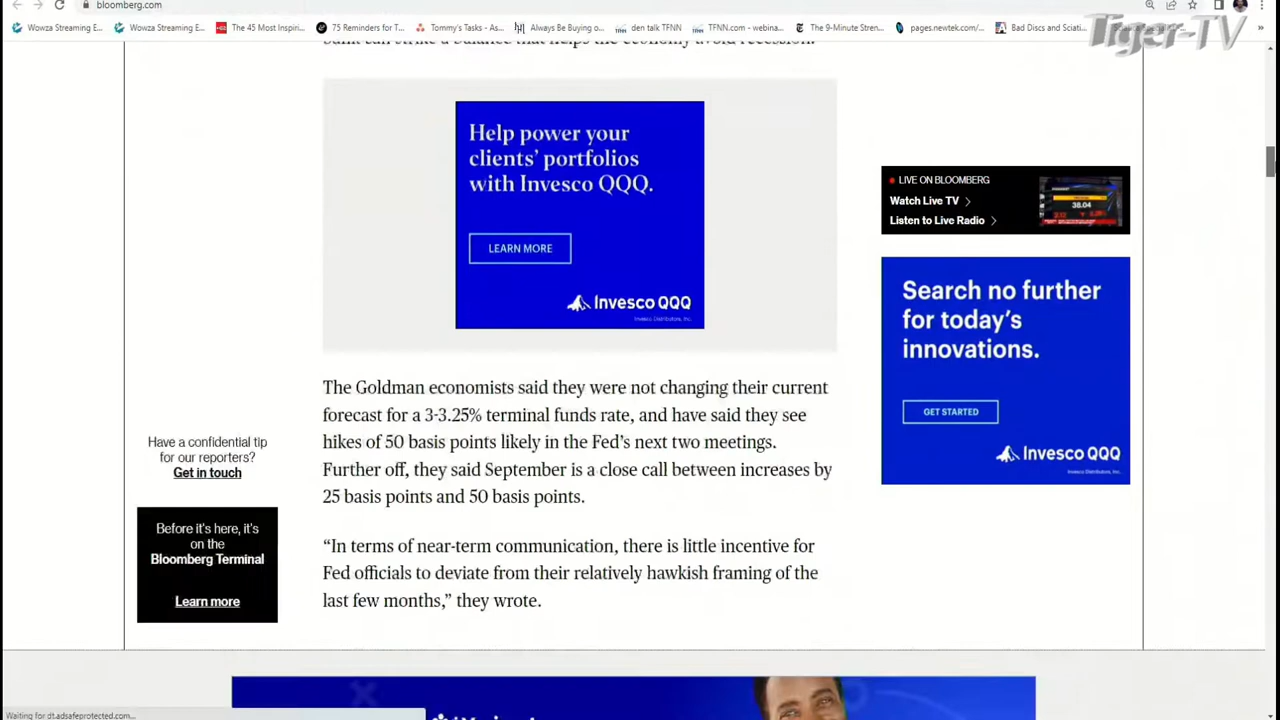 bloomberg.com
Wowza Streaming E...
Wowza Streaming E...
The 45 Most Inspiri...
75 Reminders for T...
Tommy's Tasks - As...
Always Be Buying o...
den talk TFNN
TFNN.com - webina...
The 9-Minute Stren...
pages.newtek.com/...
Bad Discs and Sciati...
Tiger-TV
bank can strike a balance that helps the economy avoid recession.
Help power your
clients' portfolios
with Invesco QQQ.
LEARN MORE
Invesco QQQ
Invesco Distributors, Inc.
LIVE ON BLOOMBERG
Watch Live TV >
Listen to Live Radio >
38.04
Search no further
for today's
innovations.
GET STARTED
Invesco QQQ
Invesco Distributors, Inc.
The Goldman economists said they were not changing their current
forecast for a 3-3.25% terminal funds rate, and have said they see
hikes of 50 basis points likely in the Fed's next two meetings.
Further off, they said September is a close call between increases by
25 basis points and 50 basis points.
Have a confidential tip
for our reporters?
Get in touch
Before it's here, it's
on the
Bloomberg Terminal
Learn more
“In terms of near-term communication, there is little incentive for
Fed officials to deviate from their relatively hawkish framing of the
last few months,” they wrote.
Waiting for dt.adsafeprotected.com...